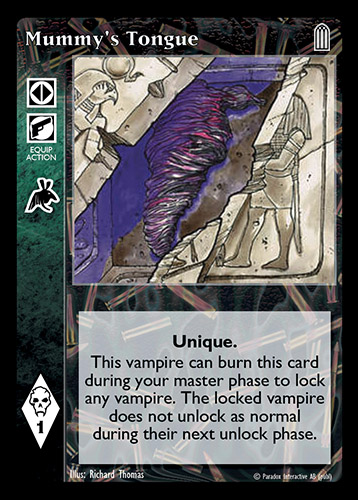 Mummy's Tongue
EQUIP
ACTION
Unique.
This vampire can burn this card
during your master phase to lock
any vampire. The locked vampire
does not unlock as normal
during their next unlock phase.
1
Illus: Richard Thomas
© Paradox Interactive AB (publ)